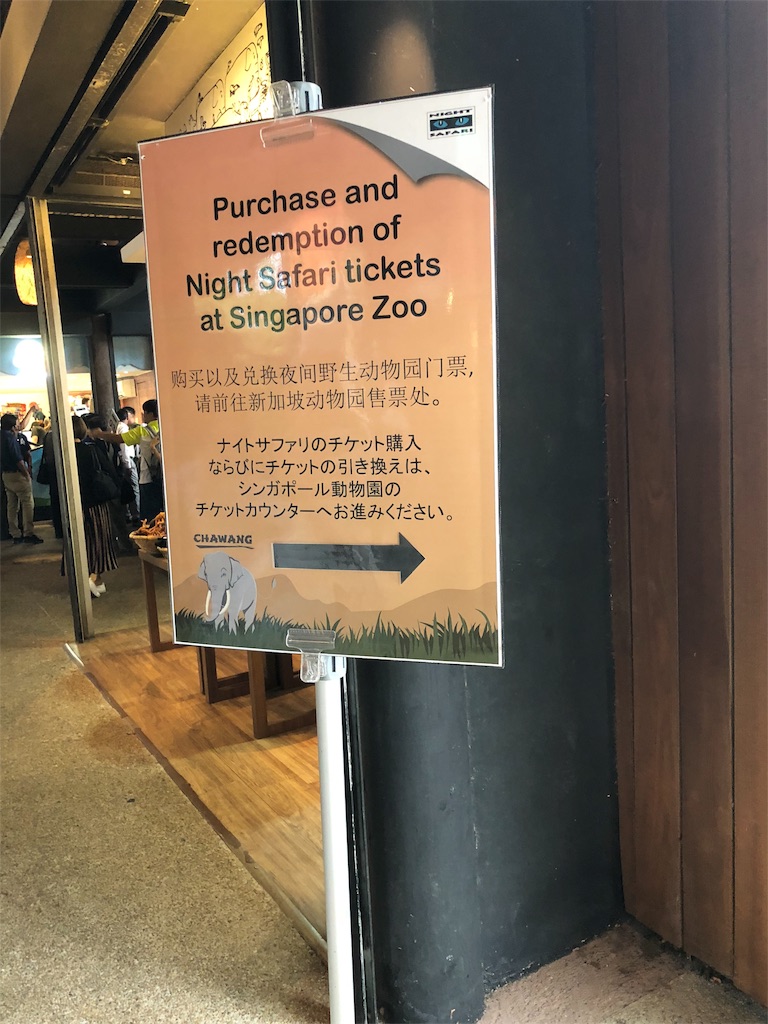 NIGHT
SAFARI
Purchase and
redemption of
Night Safari tickets
at Singapore Zoo
购买以及兑换夜间野生动物园门票,
请前往新加坡动物园售票处。
ナイトサファリのチケット購入
ならびにチケットの引き換えは、
シンガポール動物園の
チケットカウンターへお進みください。
CHAWANG